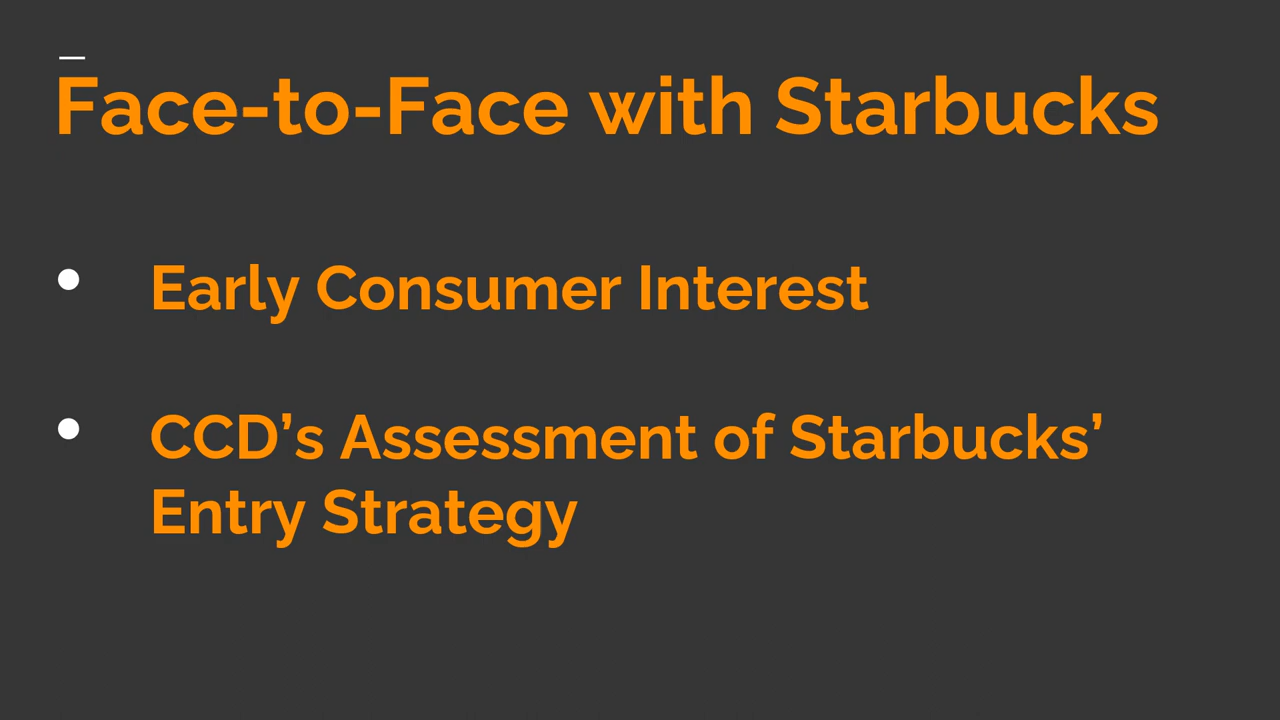 Face-to-Face with Starbucks
• Early Consumer Interest
• CCD’s Assessment of Starbucks’
Entry Strategy